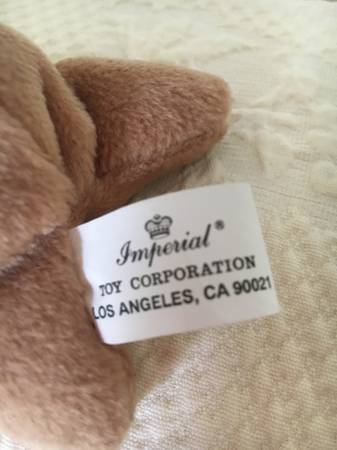 Imperial®
TOY CORPORATION
LOS ANGELES, CA 90021